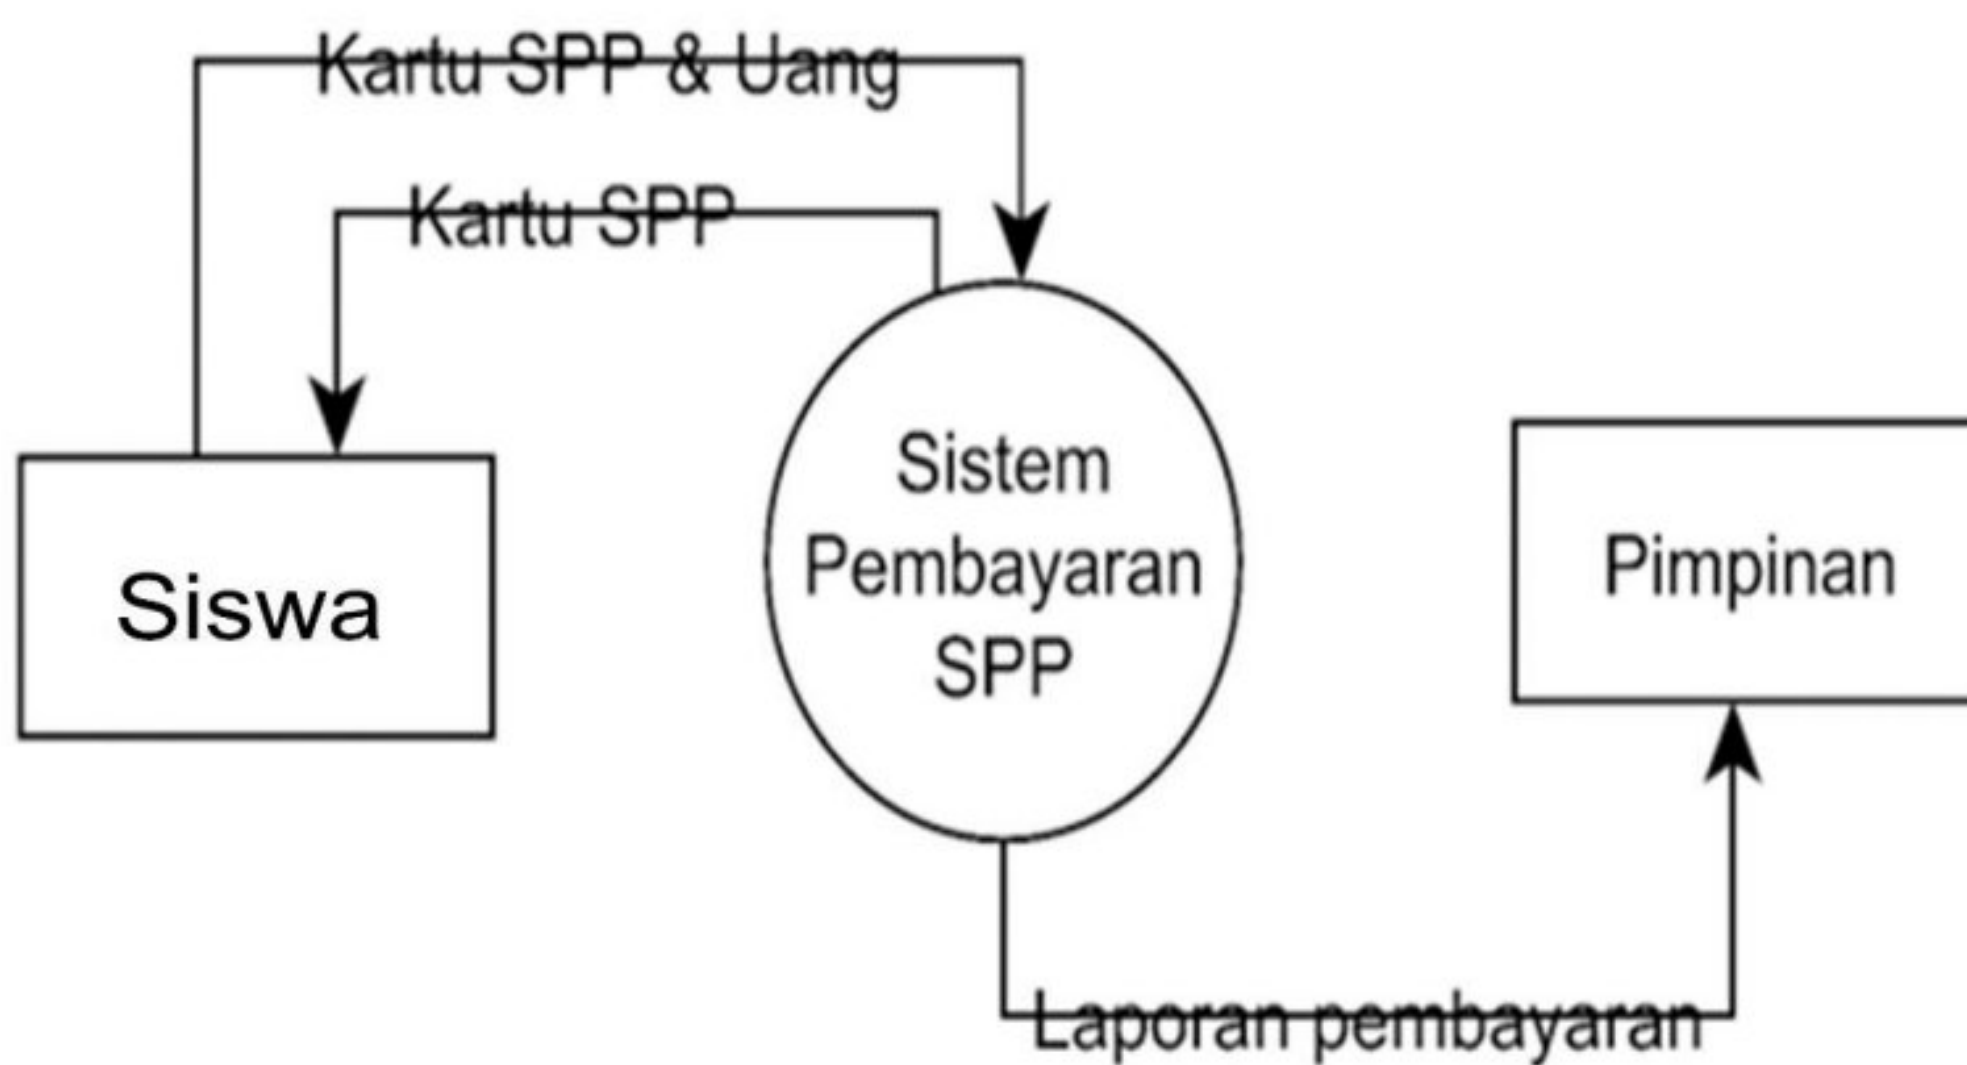 Kartu SPP & Uang
Kartu SPP
Siswa
Sistem
Pembayaran
SPP
Pimpinan
Laporan pembayaran